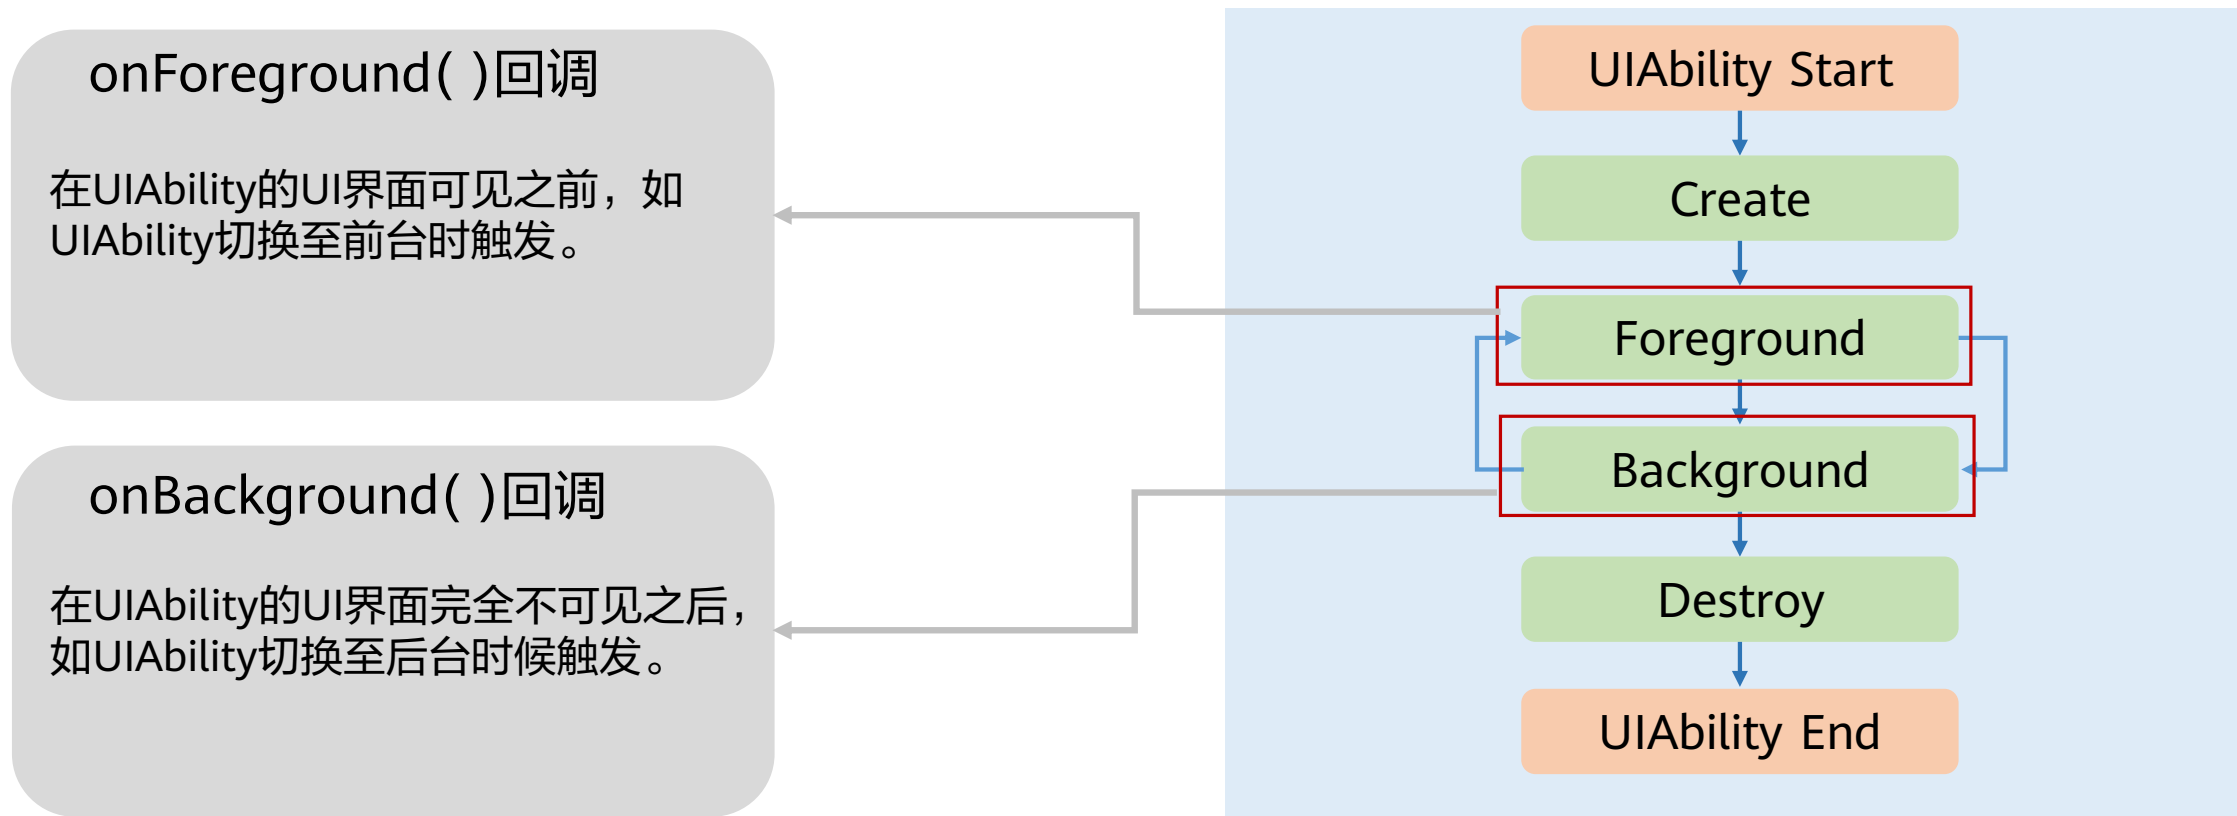 onForeground( )回调
在UIAbility的UI界面可见之前，如
UIAbility切换至前台时触发。
onBackground( )回调
在UIAbility的UI界面完全不可见之后，
如UIAbility切换至后台时候触发。
UIAbility Start
Create
Foreground
Background
Destroy
UIAbility End